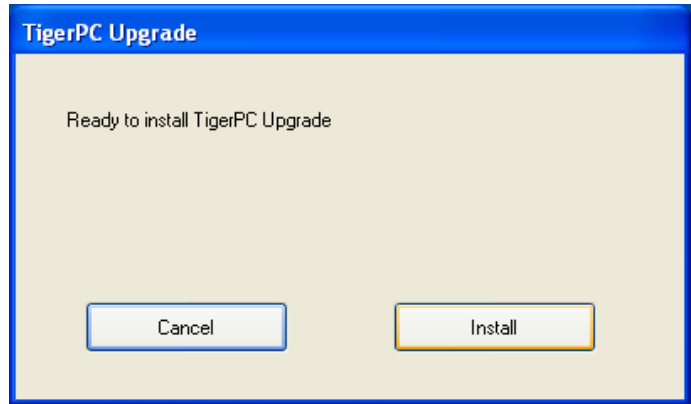 TigerPC Upgrade
Ready to install TigerPC Upgrade
Cancel
Install